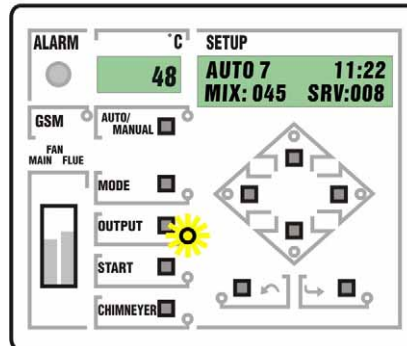 ALARM
°C
SETUP
48
AUTO 7 11:22
MIX: 045 SRV:008
GSM
AUTO/
MANUAL
FAN
MAIN FLUE
MODE
OUTPUT
START
CHIMNEYER